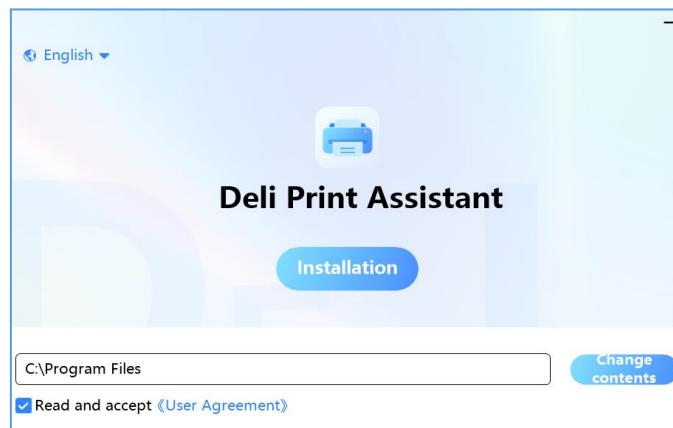 English
Deli Print Assistant
Installation
C:\Program Files
Change
contents
Read and accept 《User Agreement》